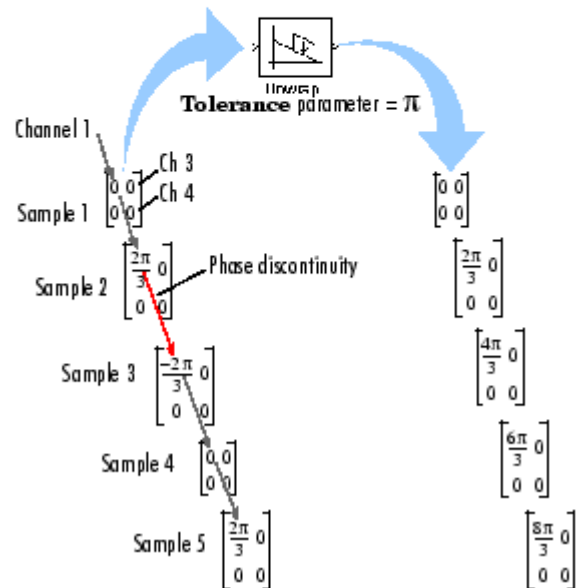 Unwrap
Tolerance parameter = π
Channel 1
Ch 3
Ch 4
Sample 1
[0 0
0 0]
[0 0
0 0]
Phase discontinuity
Sample 2
[2π/3 0
0 0]
[2π/3 0
0 0]
Sample 3
[-2π/3 0
0 0]
[4π/3 0
0 0]
Sample 4
[0 0
0 0]
[6π/3 0
0 0]
Sample 5
[2π/3 0
0 0]
[8π/3 0
0 0]